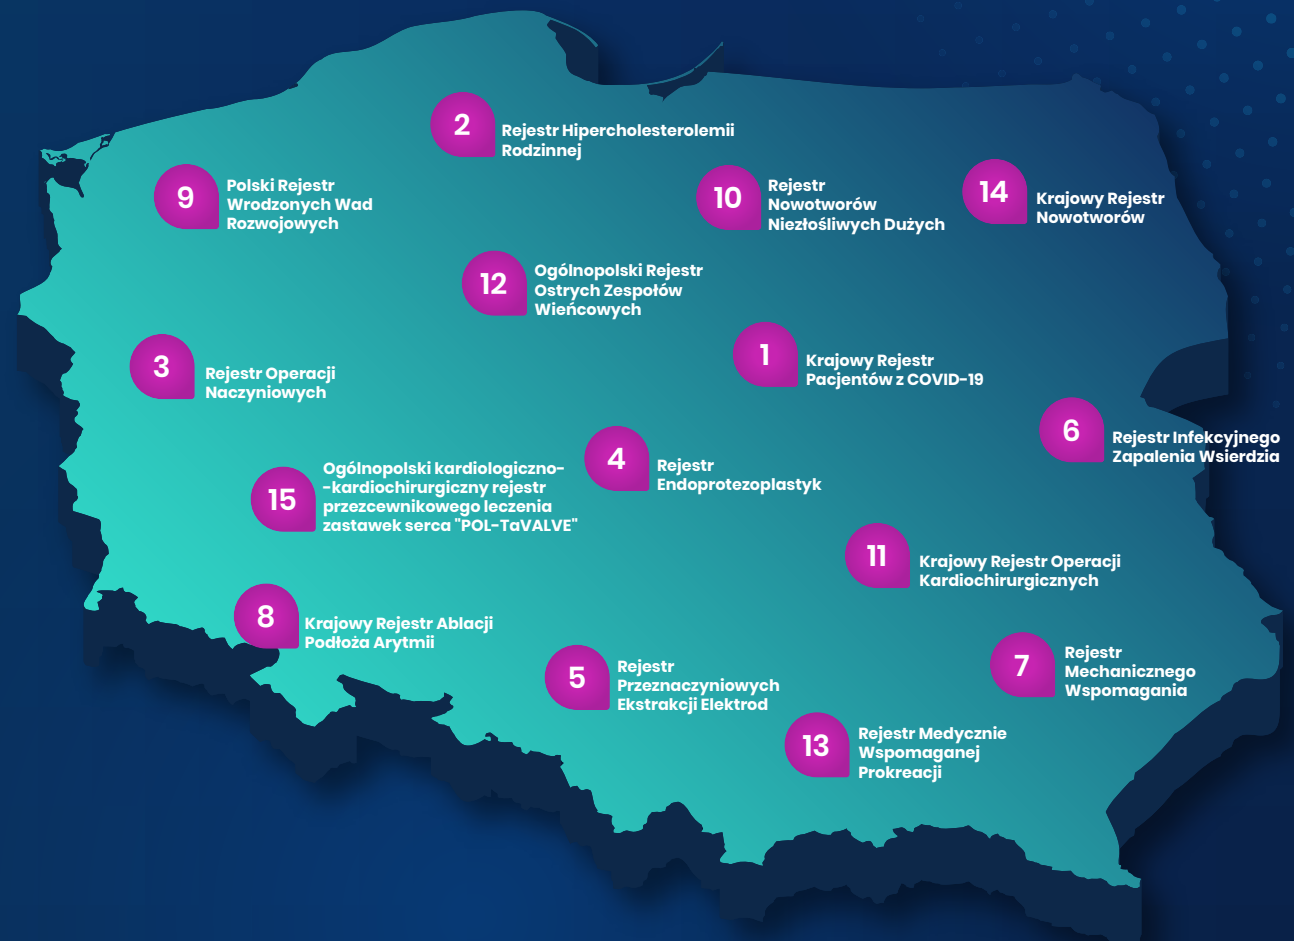 2
Rejestr Hipercholesterolemii
Rodzinnej
9
Polski Rejestr
Wrodzonych Wad
Rozwojowych
10
Rejestr
Nowotworów
Niezłośliwych Dużych
14
Krajowy Rejestr
Nowotworów
12
Ogólnopolski Rejestr
Ostrych Zespołów
Wieńcowych
3
Rejestr Operacji
Naczyniowych
1
Krajowy Rejestr
Pacjentów z COVID-19
6
Rejestr Infekcyjnego
Zapalenia Wsierdzia
4
Rejestr
Endoprotezoplastyk
15
Ogólnopolski kardiologiczno-
-kardiochirurgiczny rejestr
przezcewnikowego leczenia
zastawek serca "POL-TaVALVE"
11
Krajowy Rejestr Operacji
Kardiochirurgicznych
8
Krajowy Rejestr Ablacji
Podłoża Arytmii
5
Rejestr
Przeznaczyniowych
Ekstrakcji Elektrod
7
Rejestr
Mechanicznego
Wspomagania
13
Rejestr Medycznie
Wspomaganej
Prokreacji